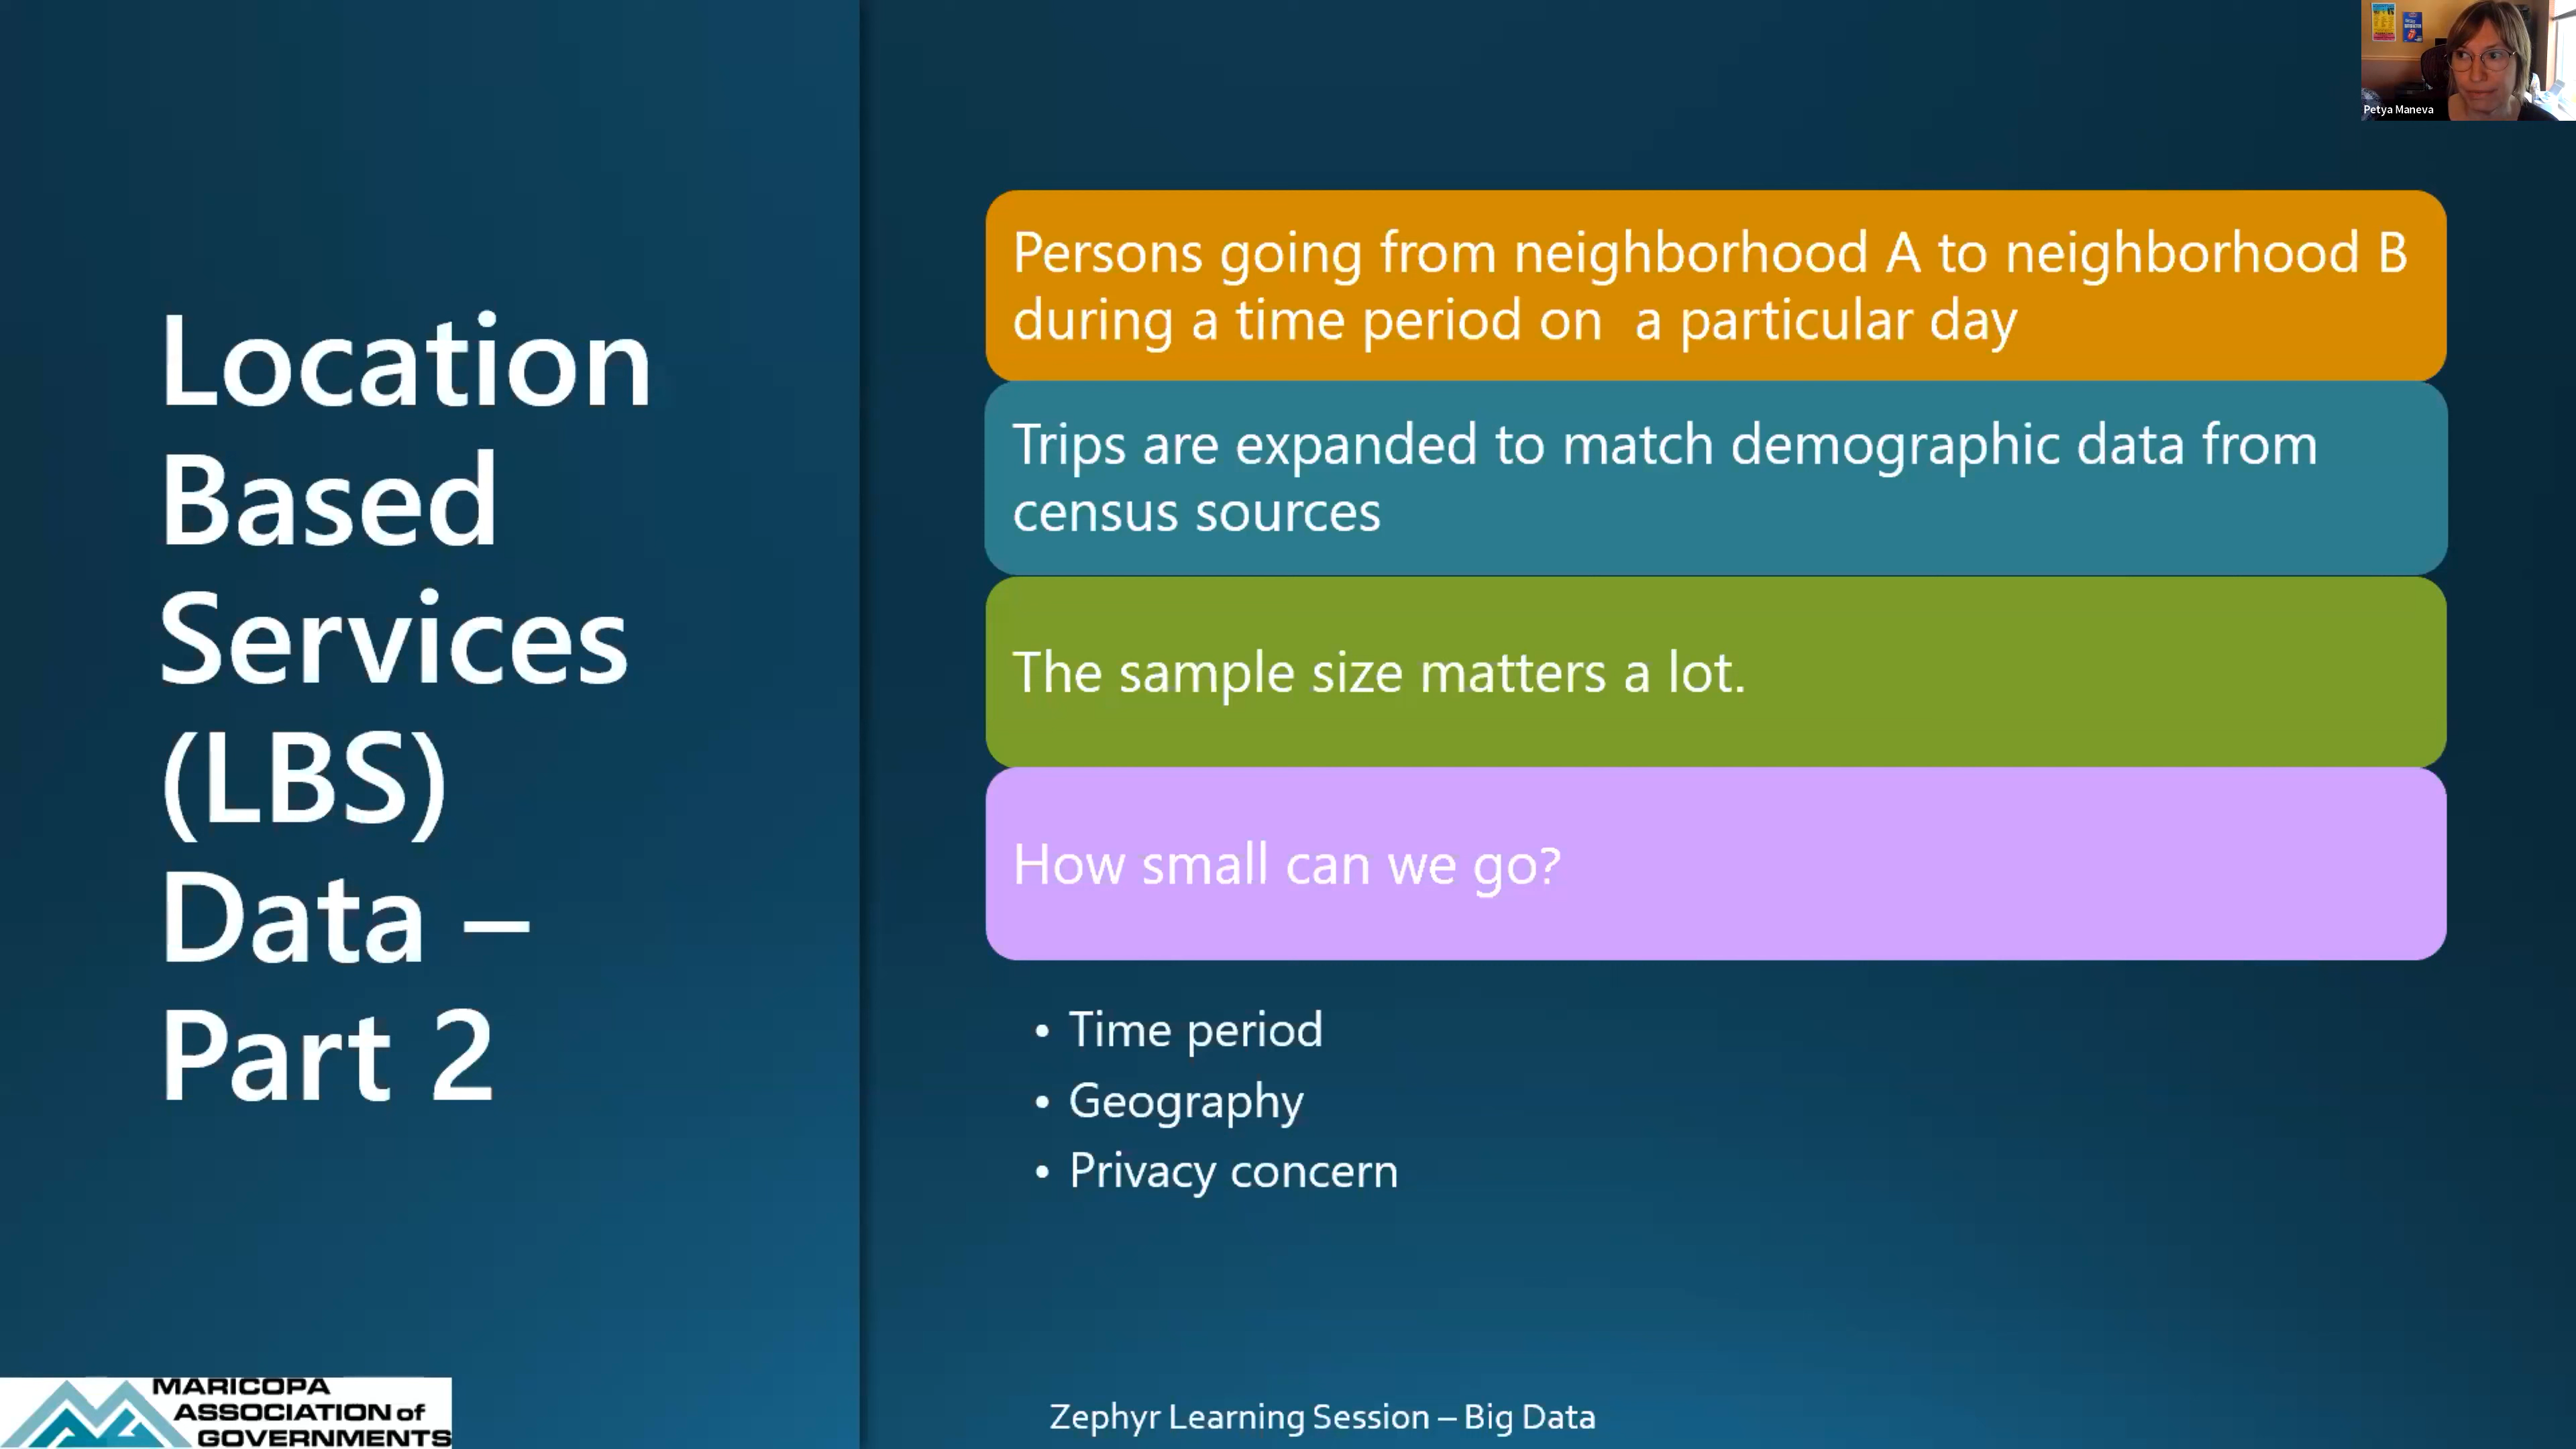 Petya Maneva
Location
Based
Services
(LBS)
Data –
Part 2
Persons going from neighborhood A to neighborhood B
during a time period on  a particular day
Trips are expanded to match demographic data from
census sources
The sample size matters a lot.
How small can we go?
• Time period
• Geography
• Privacy concern
MARICOPA
ASSOCIATION of
GOVERNMENTS
Zephyr Learning Session – Big Data